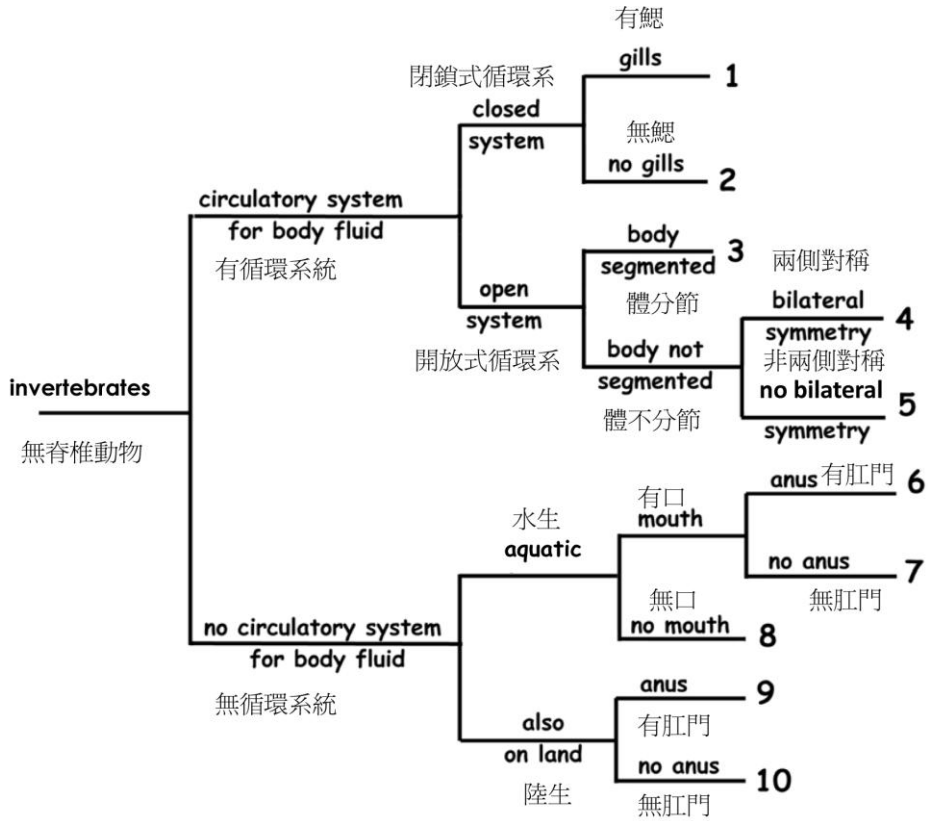 有鰓
gills
1
閉鎖式循環系
closed
system
無鰓
no gills
2
circulatory system
for body fluid
有循環系統
body
segmented
3
體分節
兩側對稱
open
system
開放式循環系
bilateral
symmetry
4
body not
segmented
體不分節
非兩側對稱
no bilateral
symmetry
5
invertebrates
無脊椎動物
水生
aquatic
有口
mouth
anus 有肛門
6
no anus
7
無肛門
無口
no mouth
8
no circulatory system
for body fluid
無循環系統
anus
9
有肛門
also
on land
陸生
no anus
10
無肛門